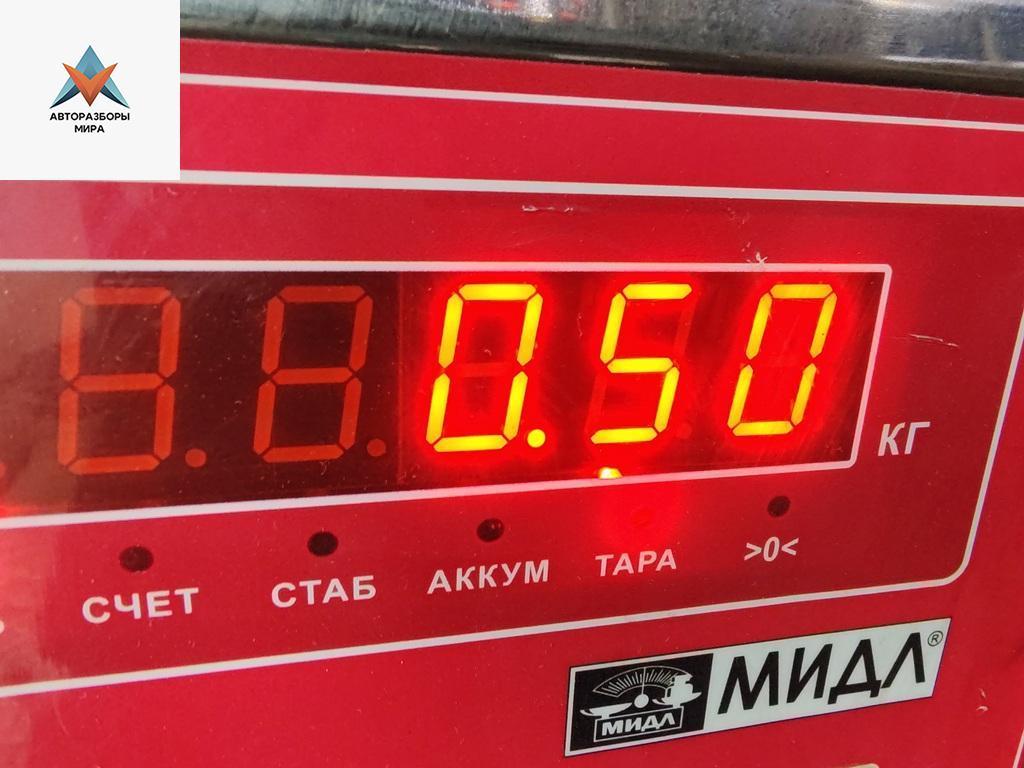 АВТОРАЗБОРЫ
МИРА
0.50
КГ
СЧЕТ СТАБ АККУМ ТАРА >0<
МИДЛ МИДЛ®